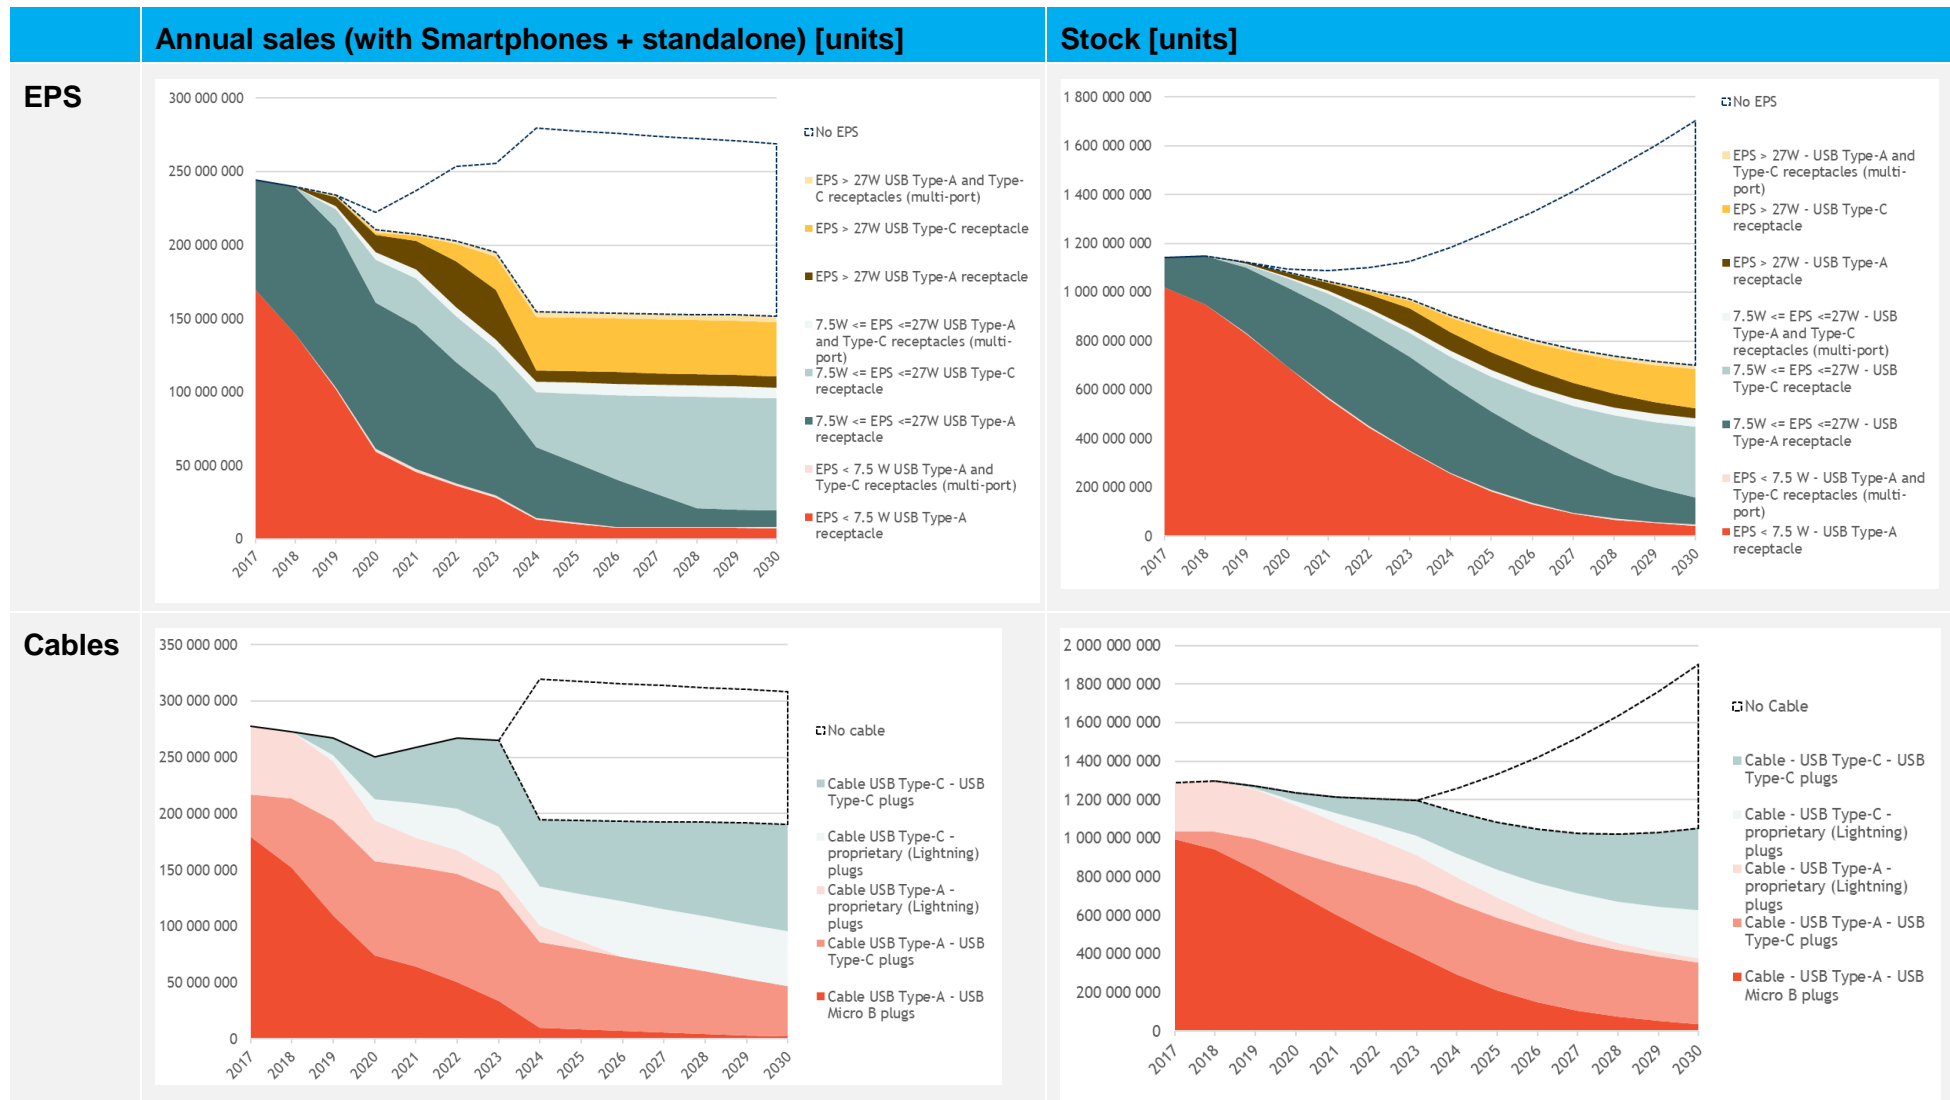 Annual sales (with Smartphones + standalone) [units]
Stock [units]
EPS
300 000 000
250 000 000
200 000 000
150 000 000
100 000 000
50 000 000
0
2017
2018
2019
2020
2021
2022
2023
2024
2025
2026
2027
2028
2029
2030
No EPS
EPS > 27W USB Type-A and Type-
C receptacles (multi-port)
EPS > 27W USB Type-C receptacle
EPS > 27W USB Type-A receptacle
7.5W <= EPS <=27W USB Type-A
and Type-C receptacles (multi-
port)
7.5W <= EPS <=27W USB Type-C
receptacle
7.5W <= EPS <=27W USB Type-A
receptacle
EPS < 7.5 W USB Type-A and
Type-C receptacles (multi-port)
EPS < 7.5 W USB Type-A
receptacle
1 800 000 000
1 600 000 000
1 400 000 000
1 200 000 000
1 000 000 000
800 000 000
600 000 000
400 000 000
200 000 000
0
2017
2018
2019
2020
2021
2022
2023
2024
2025
2026
2027
2028
2029
2030
No EPS
EPS > 27W - USB Type-A and
Type-C receptacles (multi-
port)
EPS > 27W - USB Type-C
receptacle
EPS > 27W - USB Type-A
receptacle
7.5W <= EPS <=27W - USB
Type-A and Type-C
receptacles (multi-port)
7.5W <= EPS <=27W - USB
Type-C receptacle
7.5W <= EPS <=27W - USB
Type-A receptacle
EPS < 7.5 W - USB Type-A and
Type-C receptacles (multi-
port)
EPS < 7.5 W - USB Type-A
receptacle
Cables
350 000 000
300 000 000
250 000 000
200 000 000
150 000 000
100 000 000
50 000 000
0
2017
2018
2019
2020
2021
2022
2023
2024
2025
2026
2027
2028
2029
2030
No cable
Cable USB Type-C - USB
Type-C plugs
Cable USB Type-C -
proprietary (Lightning)
plugs
Cable USB Type-A -
proprietary (Lightning)
plugs
Cable USB Type-A - USB
Type-C plugs
Cable USB Type-A - USB
Micro B plugs
2 000 000 000
1 800 000 000
1 600 000 000
1 400 000 000
1 200 000 000
1 000 000 000
800 000 000
600 000 000
400 000 000
200 000 000
0
2017
2018
2019
2020
2021
2022
2023
2024
2025
2026
2027
2028
2029
2030
No Cable
Cable - USB Type-C - USB
Type-C plugs
Cable - USB Type-C -
proprietary (Lightning)
plugs
Cable - USB Type-A -
proprietary (Lightning)
plugs
Cable - USB Type-A - USB
Type-C plugs
Cable - USB Type-A - USB
Micro B plugs